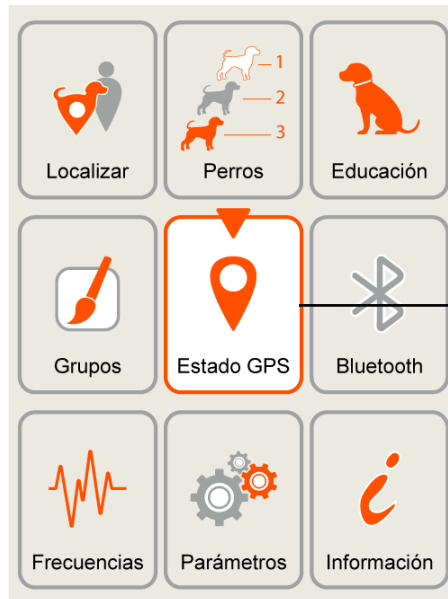 1
2
3
Localizar
Perros
Educación
Grupos
Estado GPS
Bluetooth
Frecuencias
Parámetros
Información